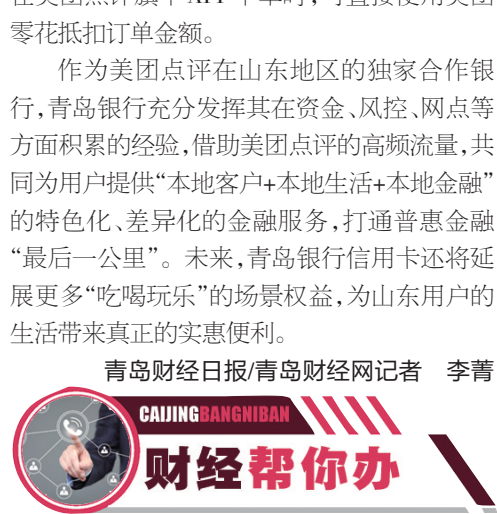 零花抵扣订单金额。
作为美团点评在山东地区的独家合作银
行,青岛银行充分发挥其在资金、风控、网点等
方面积累的经验,借助美团点评的高频流量,共
同为用户提供“本地客户+本地生活+本地金融”
的特色化、差异化的金融服务,打通普惠金融
“最后一公里”。未来,青岛银行信用卡还将延
展更多“吃喝玩乐”的场景权益,为山东用户的
生活带来真正的实惠便利。
青岛财经日报/青岛财经网记者　李菁
CAIJINGBANGNIBAN
财经帮你办